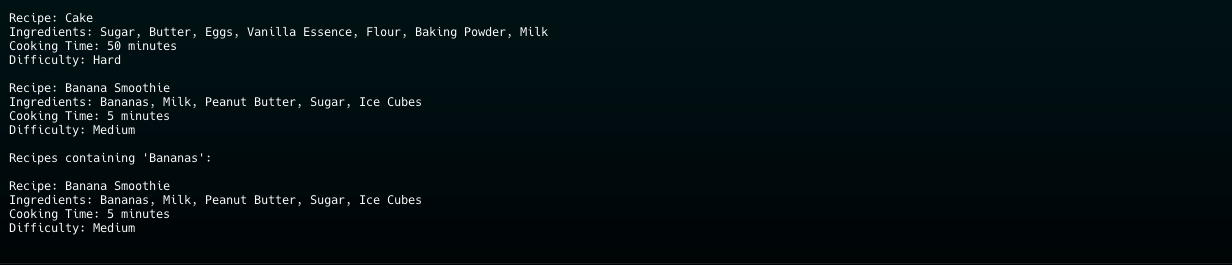 Recipe: Cake
Ingredients: Sugar, Butter, Eggs, Vanilla Essence, Flour, Baking Powder, Milk
Cooking Time: 50 minutes
Difficulty: Hard
Recipe: Banana Smoothie
Ingredients: Bananas, Milk, Peanut Butter, Sugar, Ice Cubes
Cooking Time: 5 minutes
Difficulty: Medium
Recipes containing 'Bananas':
Recipe: Banana Smoothie
Ingredients: Bananas, Milk, Peanut Butter, Sugar, Ice Cubes
Cooking Time: 5 minutes
Difficulty: Medium